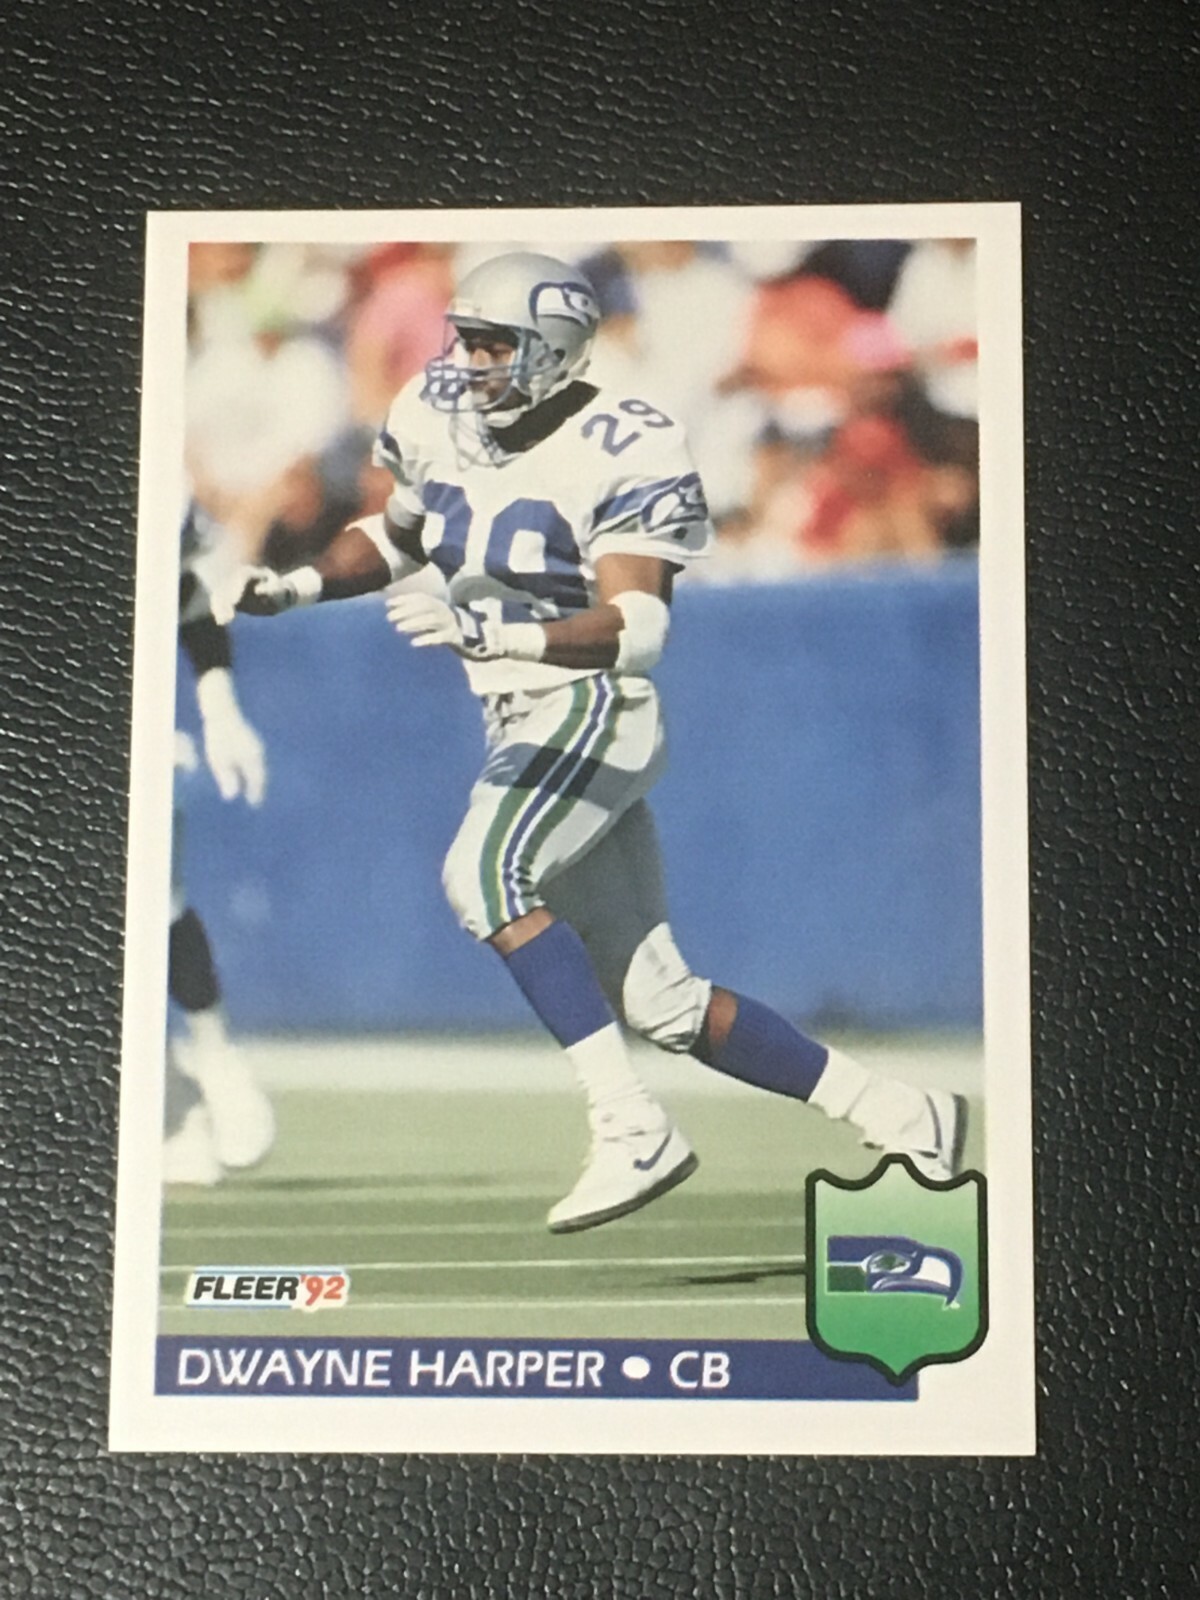 29
29
FLEER '92
DWAYNE HARPER • CB